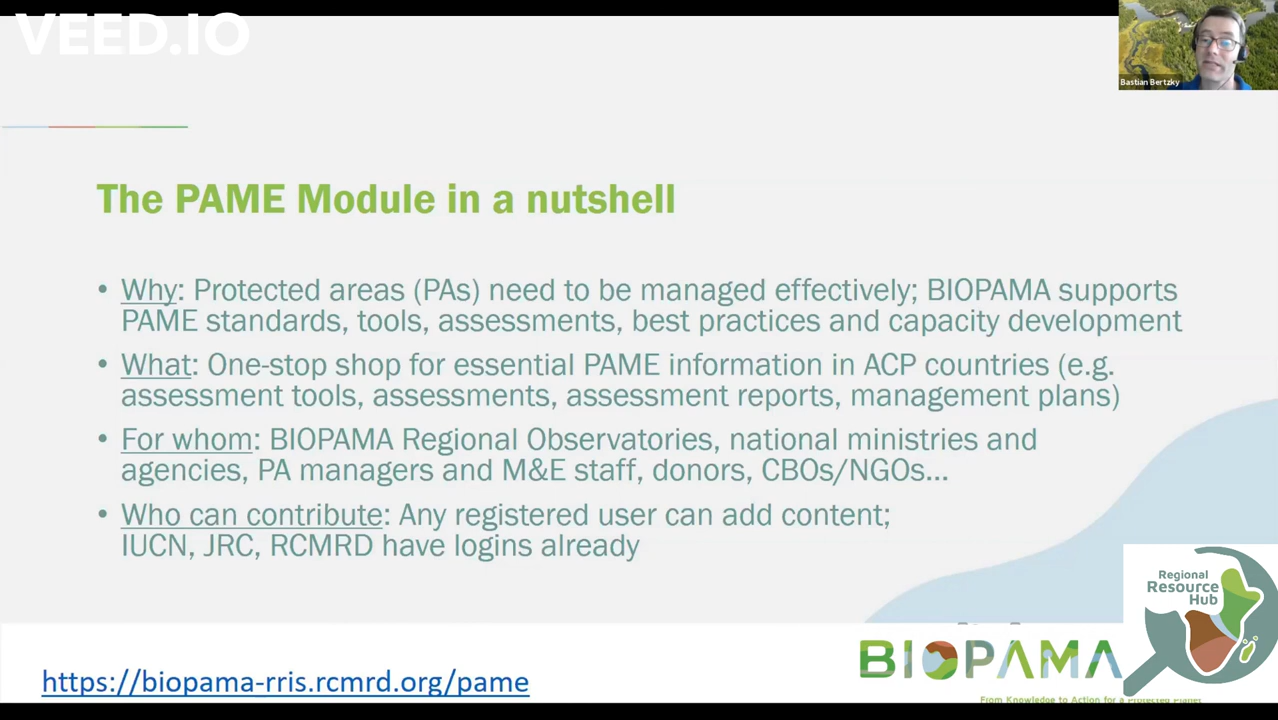 VEED.IO
Bastian Bertzky
The PAME Module in a nutshell
• Why: Protected areas (PAs) need to be managed effectively; BIOPAMA supports
PAME standards, tools, assessments, best practices and capacity development
• What: One-stop shop for essential PAME information in ACP countries (e.g.
assessment tools, assessments, assessment reports, management plans)
• For whom: BIOPAMA Regional Observatories, national ministries and
agencies, PA managers and M&E staff, donors, CBOs/NGOs...
• Who can contribute: Any registered user can add content;
IUCN, JRC, RCMRD have logins already
Regional
Resource
Hub
BIOPAMA
From Knowledge to Action for a Protected Planet
https://biopama-rris.rcmrd.org/pame